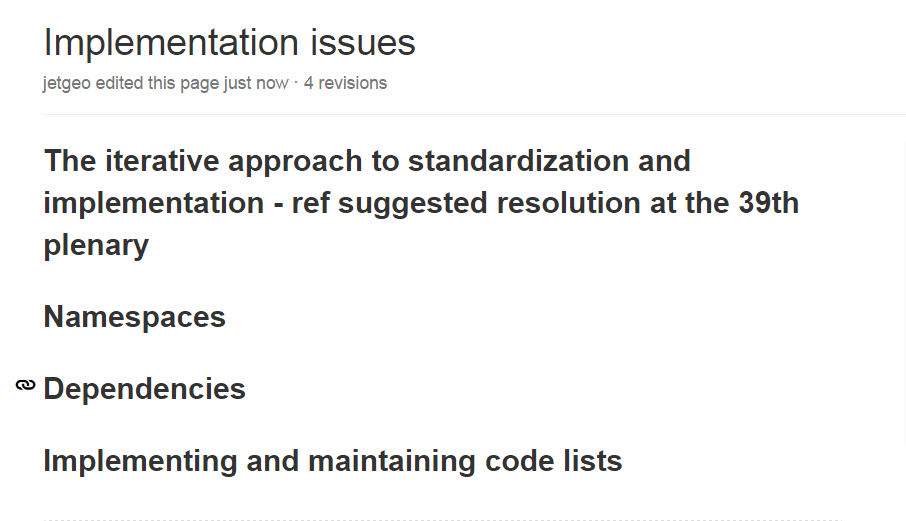 Implementation issues
jetgeo edited this page just now · 4 revisions
The iterative approach to standardization and
implementation - ref suggested resolution at the 39th
plenary
Namespaces
Dependencies
Implementing and maintaining code lists